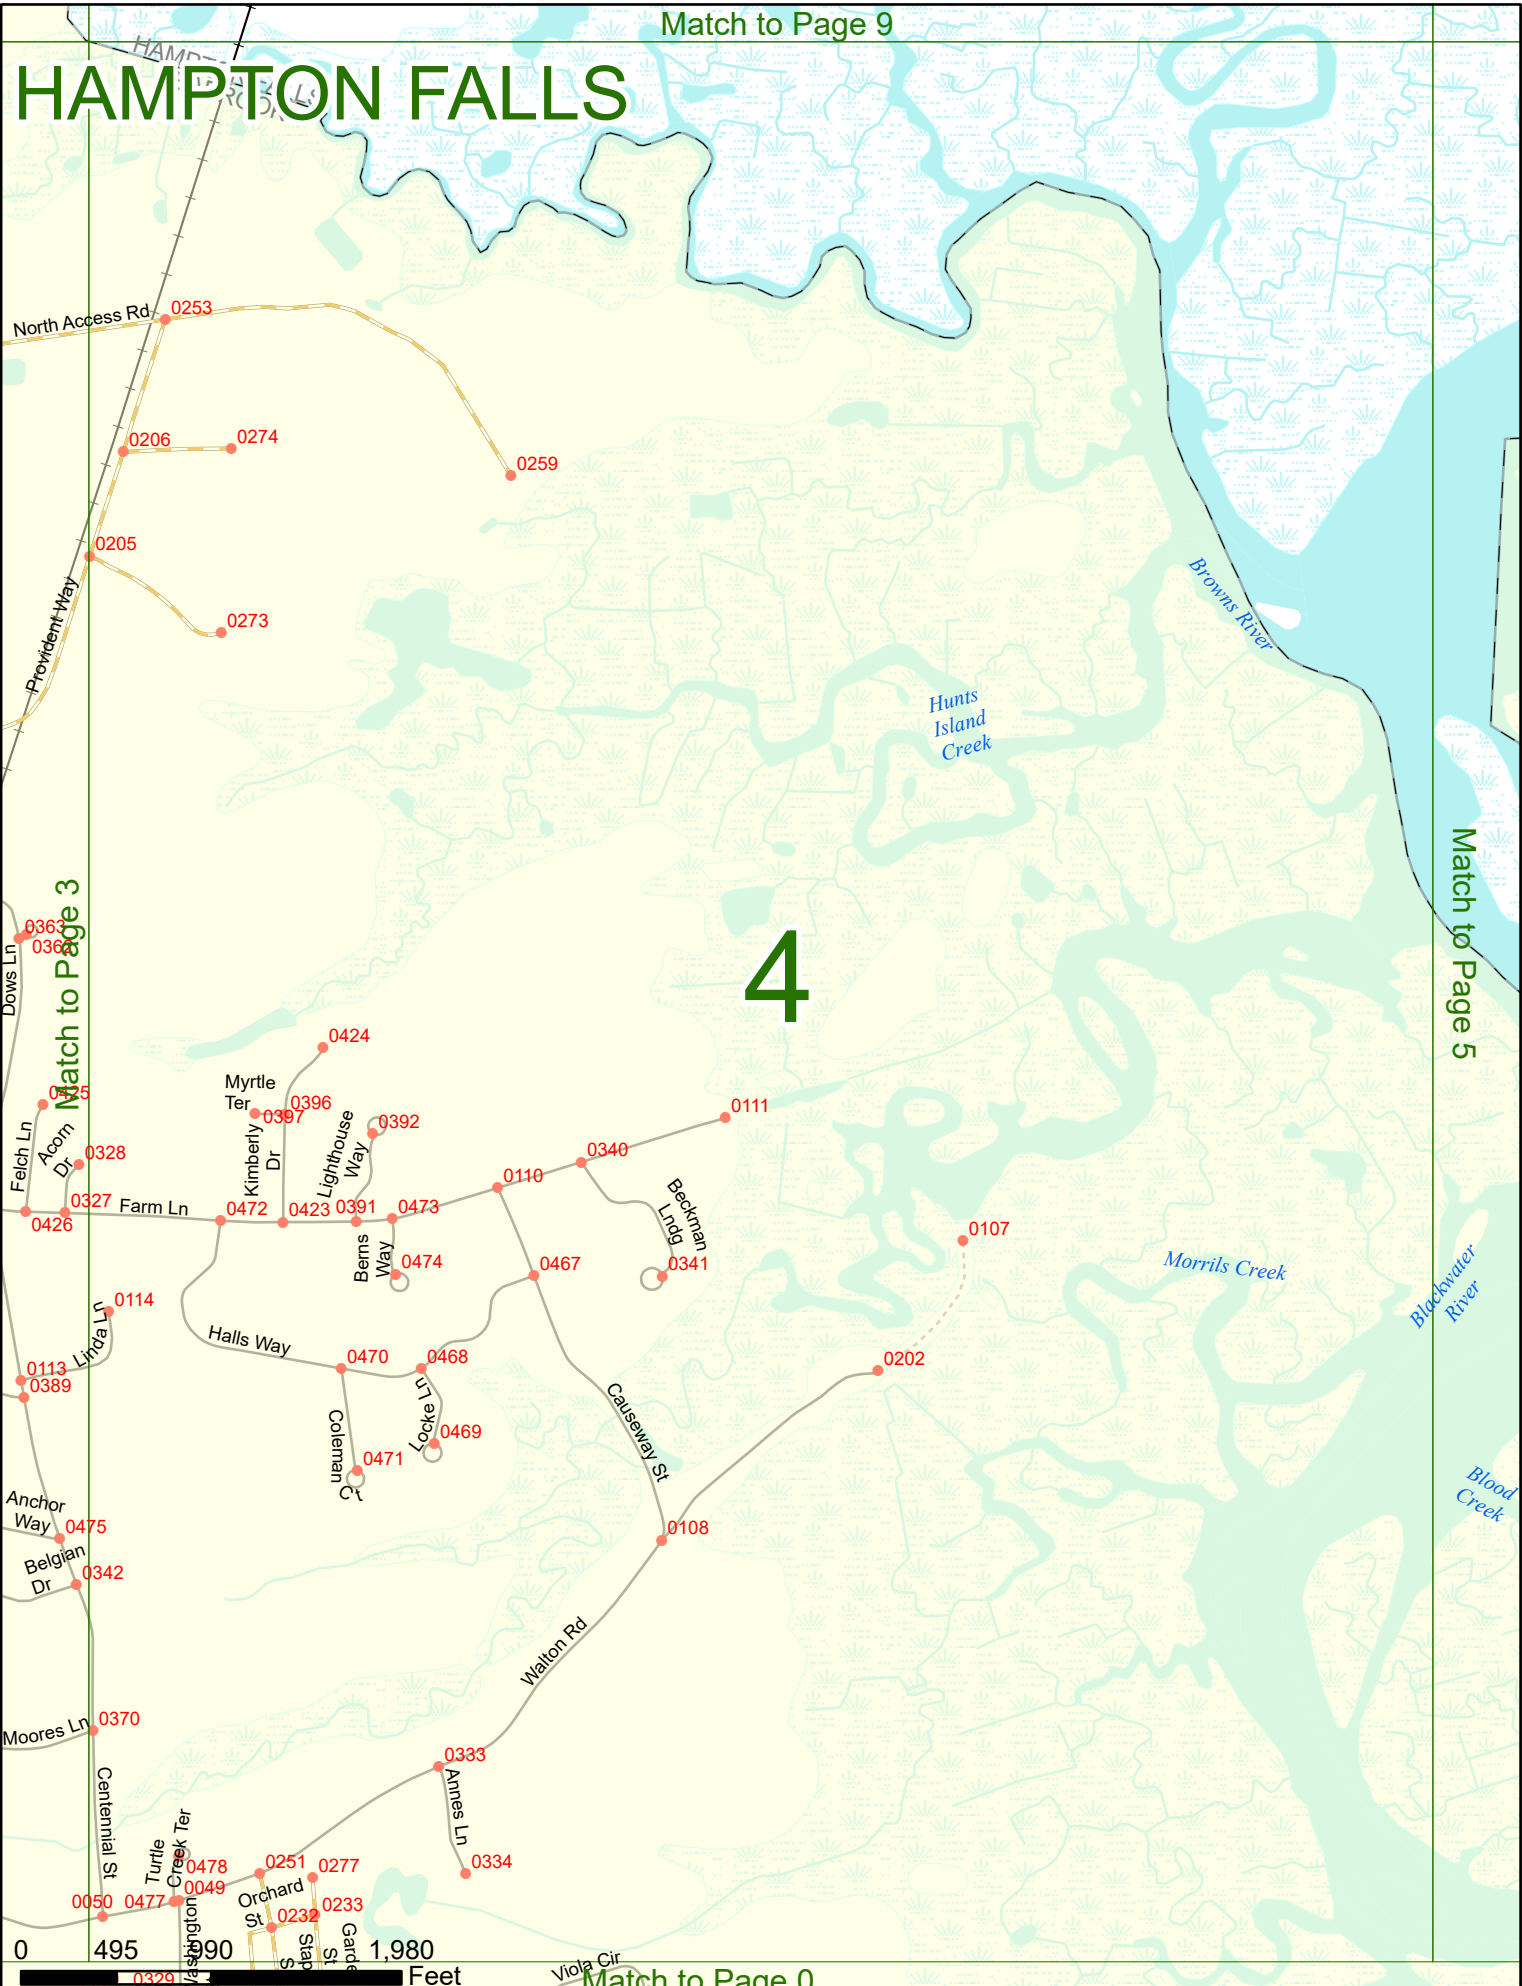 Match to Page 9
HAMPTON FALLS
HAMPTON FALLS
North Access Rd
0253
0206
0274
0259
0205
0273
Provident Way
Browns River
Hunts
Island
Creek
Match to Page 3
Match to Page 5
4
0363
0362
Dows Ln
0424
0425
Myrtle
Ter
0396
0397
0392
0111
Felch Ln
Acorn
Dr
0328
Kimberly
Dr
Lighthouse
Way
0340
0110
0327
0426
Farm Ln
0472
0423
0391
0473
Beckman
Lndg
0107
Berns
Way
0474
0467
0341
Morrils Creek
Blackwater
River
0114
Linda Ln
Halls Way
0470
0468
0202
0113
0389
Locke Ln
Causeway St
Coleman
Ct
0469
0471
Blood
Creek
Anchor
Way
0475
0108
Belgian
Dr
0342
Walton Rd
Moores Ln
0370
0333
Centennial St
Annes Ln
Turtle
Creek Ter
0478
0251
0277
0334
0050
0477
0049
Orchard
St
0232
0233
St
0
495
990
1,980
Feet
0329
Viola Cir
Match to Page 0